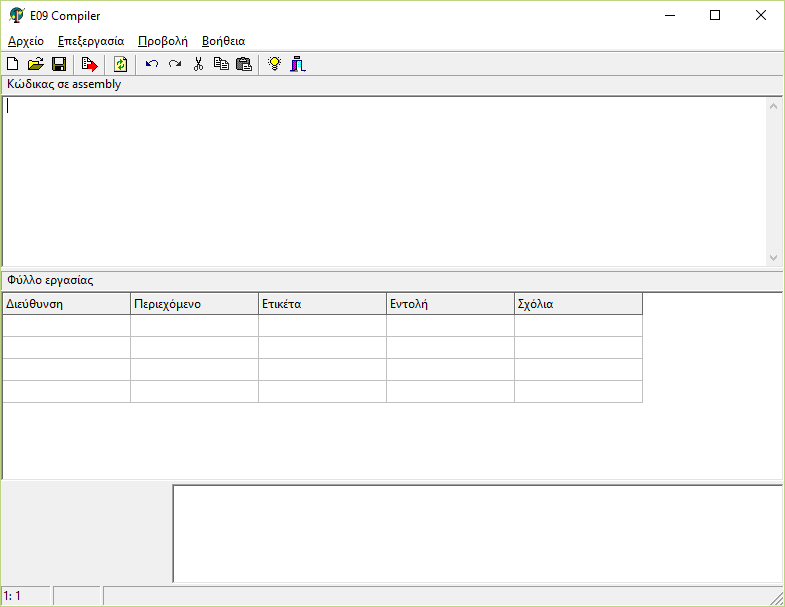 E09 Compiler
Αρχείο Επεξεργασία Προβολή Βοήθεια
Κώδικας σε assembly
Φύλλο εργασίας
Διεύθυνση Περιεχόμενο Ετικέτα Εντολή Σχόλια
1: 1